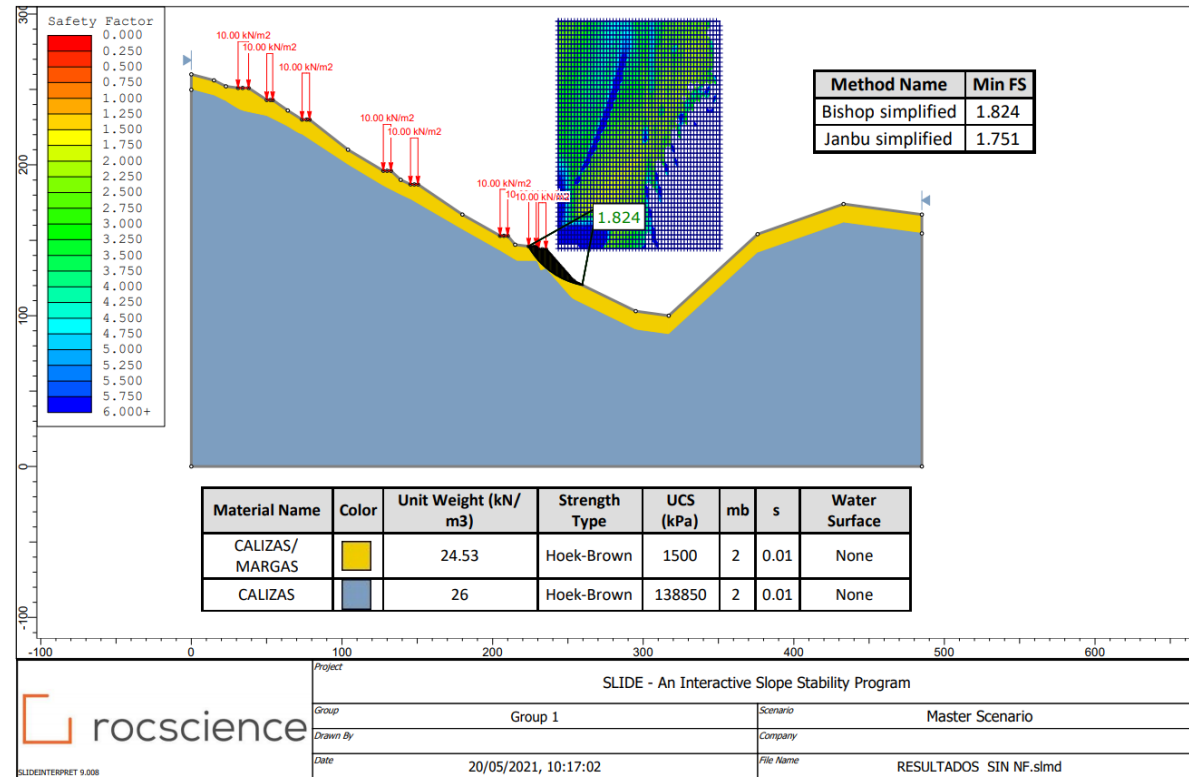 Safety Factor
0.000
0.250
0.500
0.750
1.000
1.250
1.500
1.750
2.000
2.250
2.500
2.750
3.000
3.250
3.500
3.750
4.000
4.250
4.500
4.750
5.000
5.250
5.500
5.750
6.000+
300
200
100
0
-100
10.00 kN/m2
10.00 kN/m2
10.00 kN/m2
10.00 kN/m2
10.00 kN/m2
10.00 kN/m2
10.00 kN/m2
1.824
Method Name Min FS
Bishop simplified 1.824
Janbu simplified 1.751
Material Name Color Unit Weight (kN/m3) Strength Type UCS (kPa) mb s Water Surface
CALIZAS/ MARGAS 24.53 Hoek-Brown 1500 2 0.01 None
CALIZAS 26 Hoek-Brown 138850 2 0.01 None
-100 0 100 200 300 400 500 600
rocscience
SLIDEINTERPRET 9.008
Project
SLIDE - An Interactive Slope Stability Program
Group Group 1 Scenario Master Scenario
Drawn By Company
Date 20/05/2021, 10:17:02 File Name RESULTADOS SIN NF.slmd